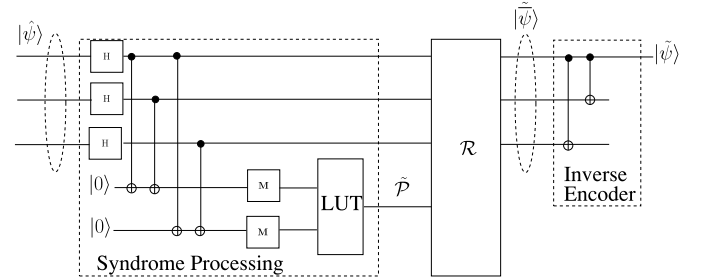 |ψ̂⟩
H
H
H
|0⟩
|0⟩
M
M
LUT
P̃
R
|ψ̃̅⟩
|ψ̃⟩
Inverse
Encoder
Syndrome Processing